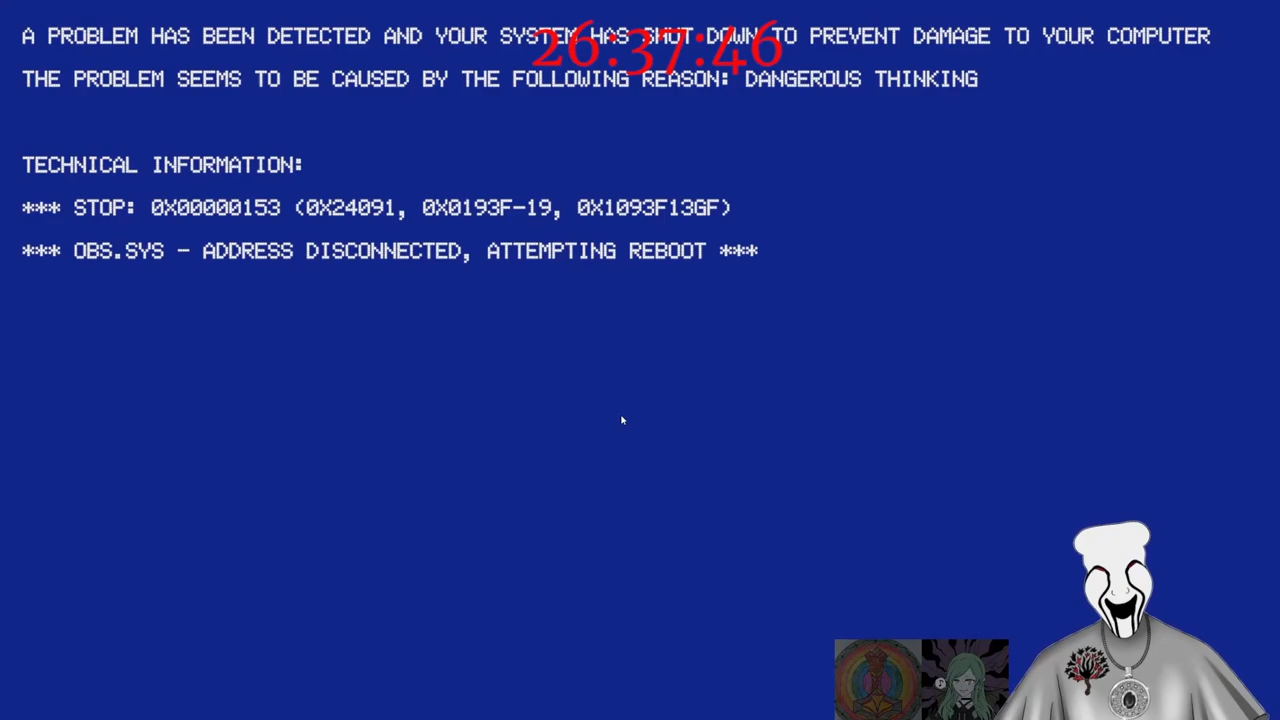 26:37:46
A PROBLEM HAS BEEN DETECTED AND YOUR SYSTEM HAS SHUT DOWN TO PREVENT DAMAGE TO YOUR COMPUTER
THE PROBLEM SEEMS TO BE CAUSED BY THE FOLLOWING REASON: DANGEROUS THINKING
TECHNICAL INFORMATION:
*** STOP: 0X00000153 (0X24091, 0X0193F-19, 0X1093F13GF)
*** OBS.SYS - ADDRESS DISCONNECTED, ATTEMPTING REBOOT ***